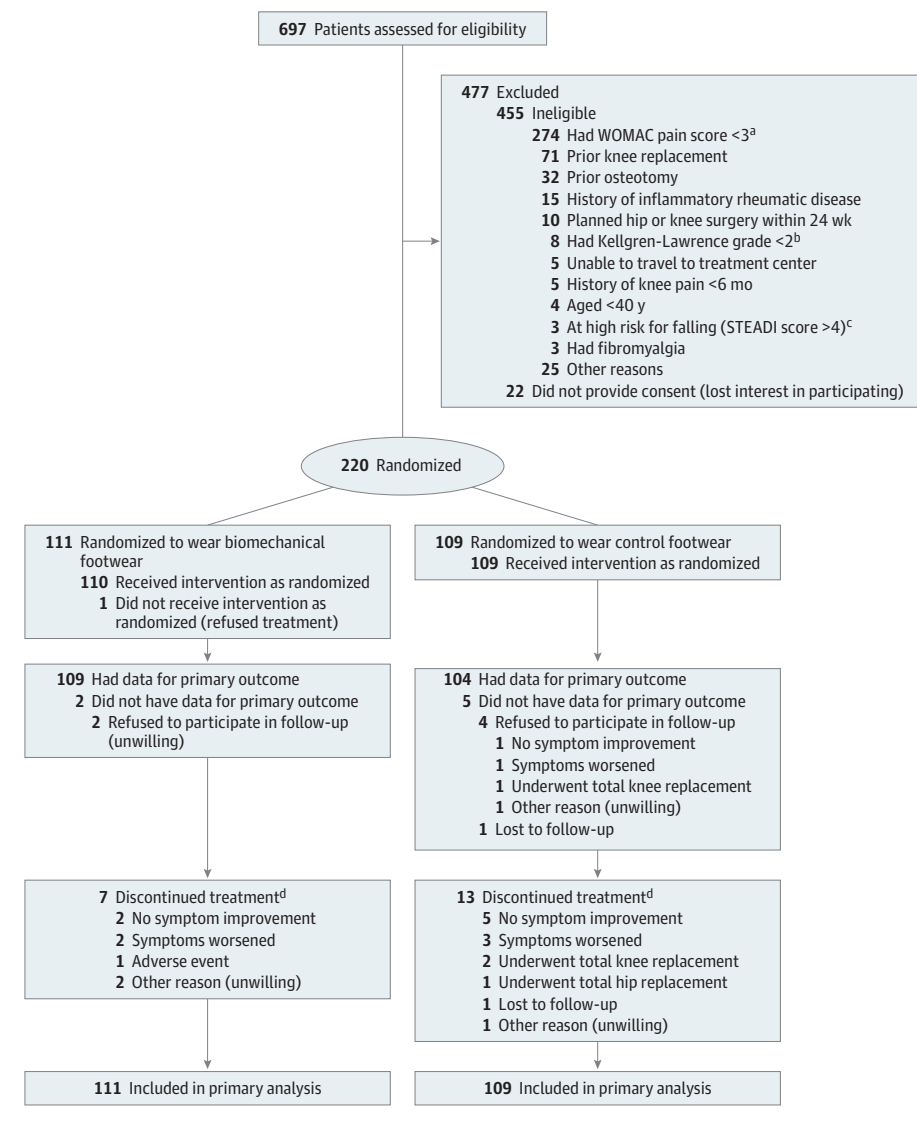 697 Patients assessed for eligibility
477 Excluded
455 Ineligible
274 Had WOMAC pain score <3a
71 Prior knee replacement
32 Prior osteotomy
15 History of inflammatory rheumatic disease
10 Planned hip or knee surgery within 24 wk
8 Had Kellgren-Lawrence grade <2b
5 Unable to travel to treatment center
5 History of knee pain <6 mo
4 Aged <40 y
3 At high risk for falling (STEADI score >4)c
3 Had fibromyalgia
25 Other reasons
22 Did not provide consent (lost interest in participating)
220 Randomized
111 Randomized to wear biomechanical
footwear
110 Received intervention as randomized
1 Did not receive intervention as
randomized (refused treatment)
109 Randomized to wear control footwear
109 Received intervention as randomized
109 Had data for primary outcome
2 Did not have data for primary outcome
2 Refused to participate in follow-up
(unwilling)
104 Had data for primary outcome
5 Did not have data for primary outcome
4 Refused to participate in follow-up
1 No symptom improvement
1 Symptoms worsened
1 Underwent total knee replacement
1 Other reason (unwilling)
1 Lost to follow-up
7 Discontinued treatmentd
2 No symptom improvement
2 Symptoms worsened
1 Adverse event
2 Other reason (unwilling)
13 Discontinued treatmentd
5 No symptom improvement
3 Symptoms worsened
2 Underwent total knee replacement
1 Underwent total hip replacement
1 Lost to follow-up
1 Other reason (unwilling)
111 Included in primary analysis
109 Included in primary analysis